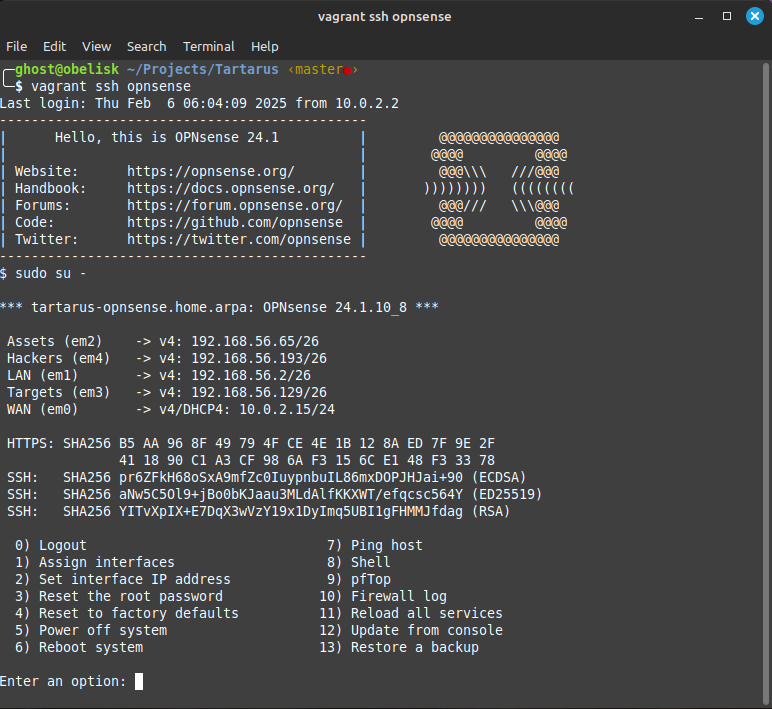 vagrant ssh opnsense
File Edit View Search Terminal Help
ghost@obelisk ~/Projects/Tartarus ‹master●›
$ vagrant ssh opnsense
Last login: Thu Feb  6 06:04:09 2025 from 10.0.2.2
----------------------------------------------
|      Hello, this is OPNsense 24.1          |         @@@@@@@@@@@@@@@
|                                            |        @@@@         @@@@
| Website:      https://opnsense.org/        |         @@@\\\   ///@@@
| Handbook:     https://docs.opnsense.org/   |       ))))))))   ((((((((
| Forums:       https://forum.opnsense.org/  |         @@@///   \\\@@@
| Code:         https://github.com/opnsense  |        @@@@         @@@@
| Twitter:      https://twitter.com/opnsense |         @@@@@@@@@@@@@@@
----------------------------------------------
$ sudo su -
*** tartarus-opnsense.home.arpa: OPNsense 24.1.10_8 ***
Assets (em2)    -> v4: 192.168.56.65/26
Hackers (em4)   -> v4: 192.168.56.193/26
LAN (em1)       -> v4: 192.168.56.2/26
Targets (em3)   -> v4: 192.168.56.129/26
WAN (em0)       -> v4/DHCP4: 10.0.2.15/24
HTTPS: SHA256 B5 AA 96 8F 49 79 4F CE 4E 1B 12 8A ED 7F 9E 2F
41 18 90 C1 A3 CF 98 6A F3 15 6C E1 48 F3 33 78
SSH:   SHA256 pr6ZFkH68oSxA9mfZc0IuypnbuIL86mxDOPJHJai+90 (ECDSA)
SSH:   SHA256 aNw5C5Ol9+jBo0bKJaau3MLdAlfKKXWT/efqcsc564Y (ED25519)
SSH:   SHA256 YITvXpIX+E7DqX3wVzY19x1DyImq5UBI1gFHMMJfdag (RSA)
0) Logout                              7) Ping host
1) Assign interfaces                   8) Shell
2) Set interface IP address            9) pfTop
3) Reset the root password            10) Firewall log
4) Reset to factory defaults          11) Reload all services
5) Power off system                   12) Update from console
6) Reboot system                      13) Restore a backup
Enter an option: